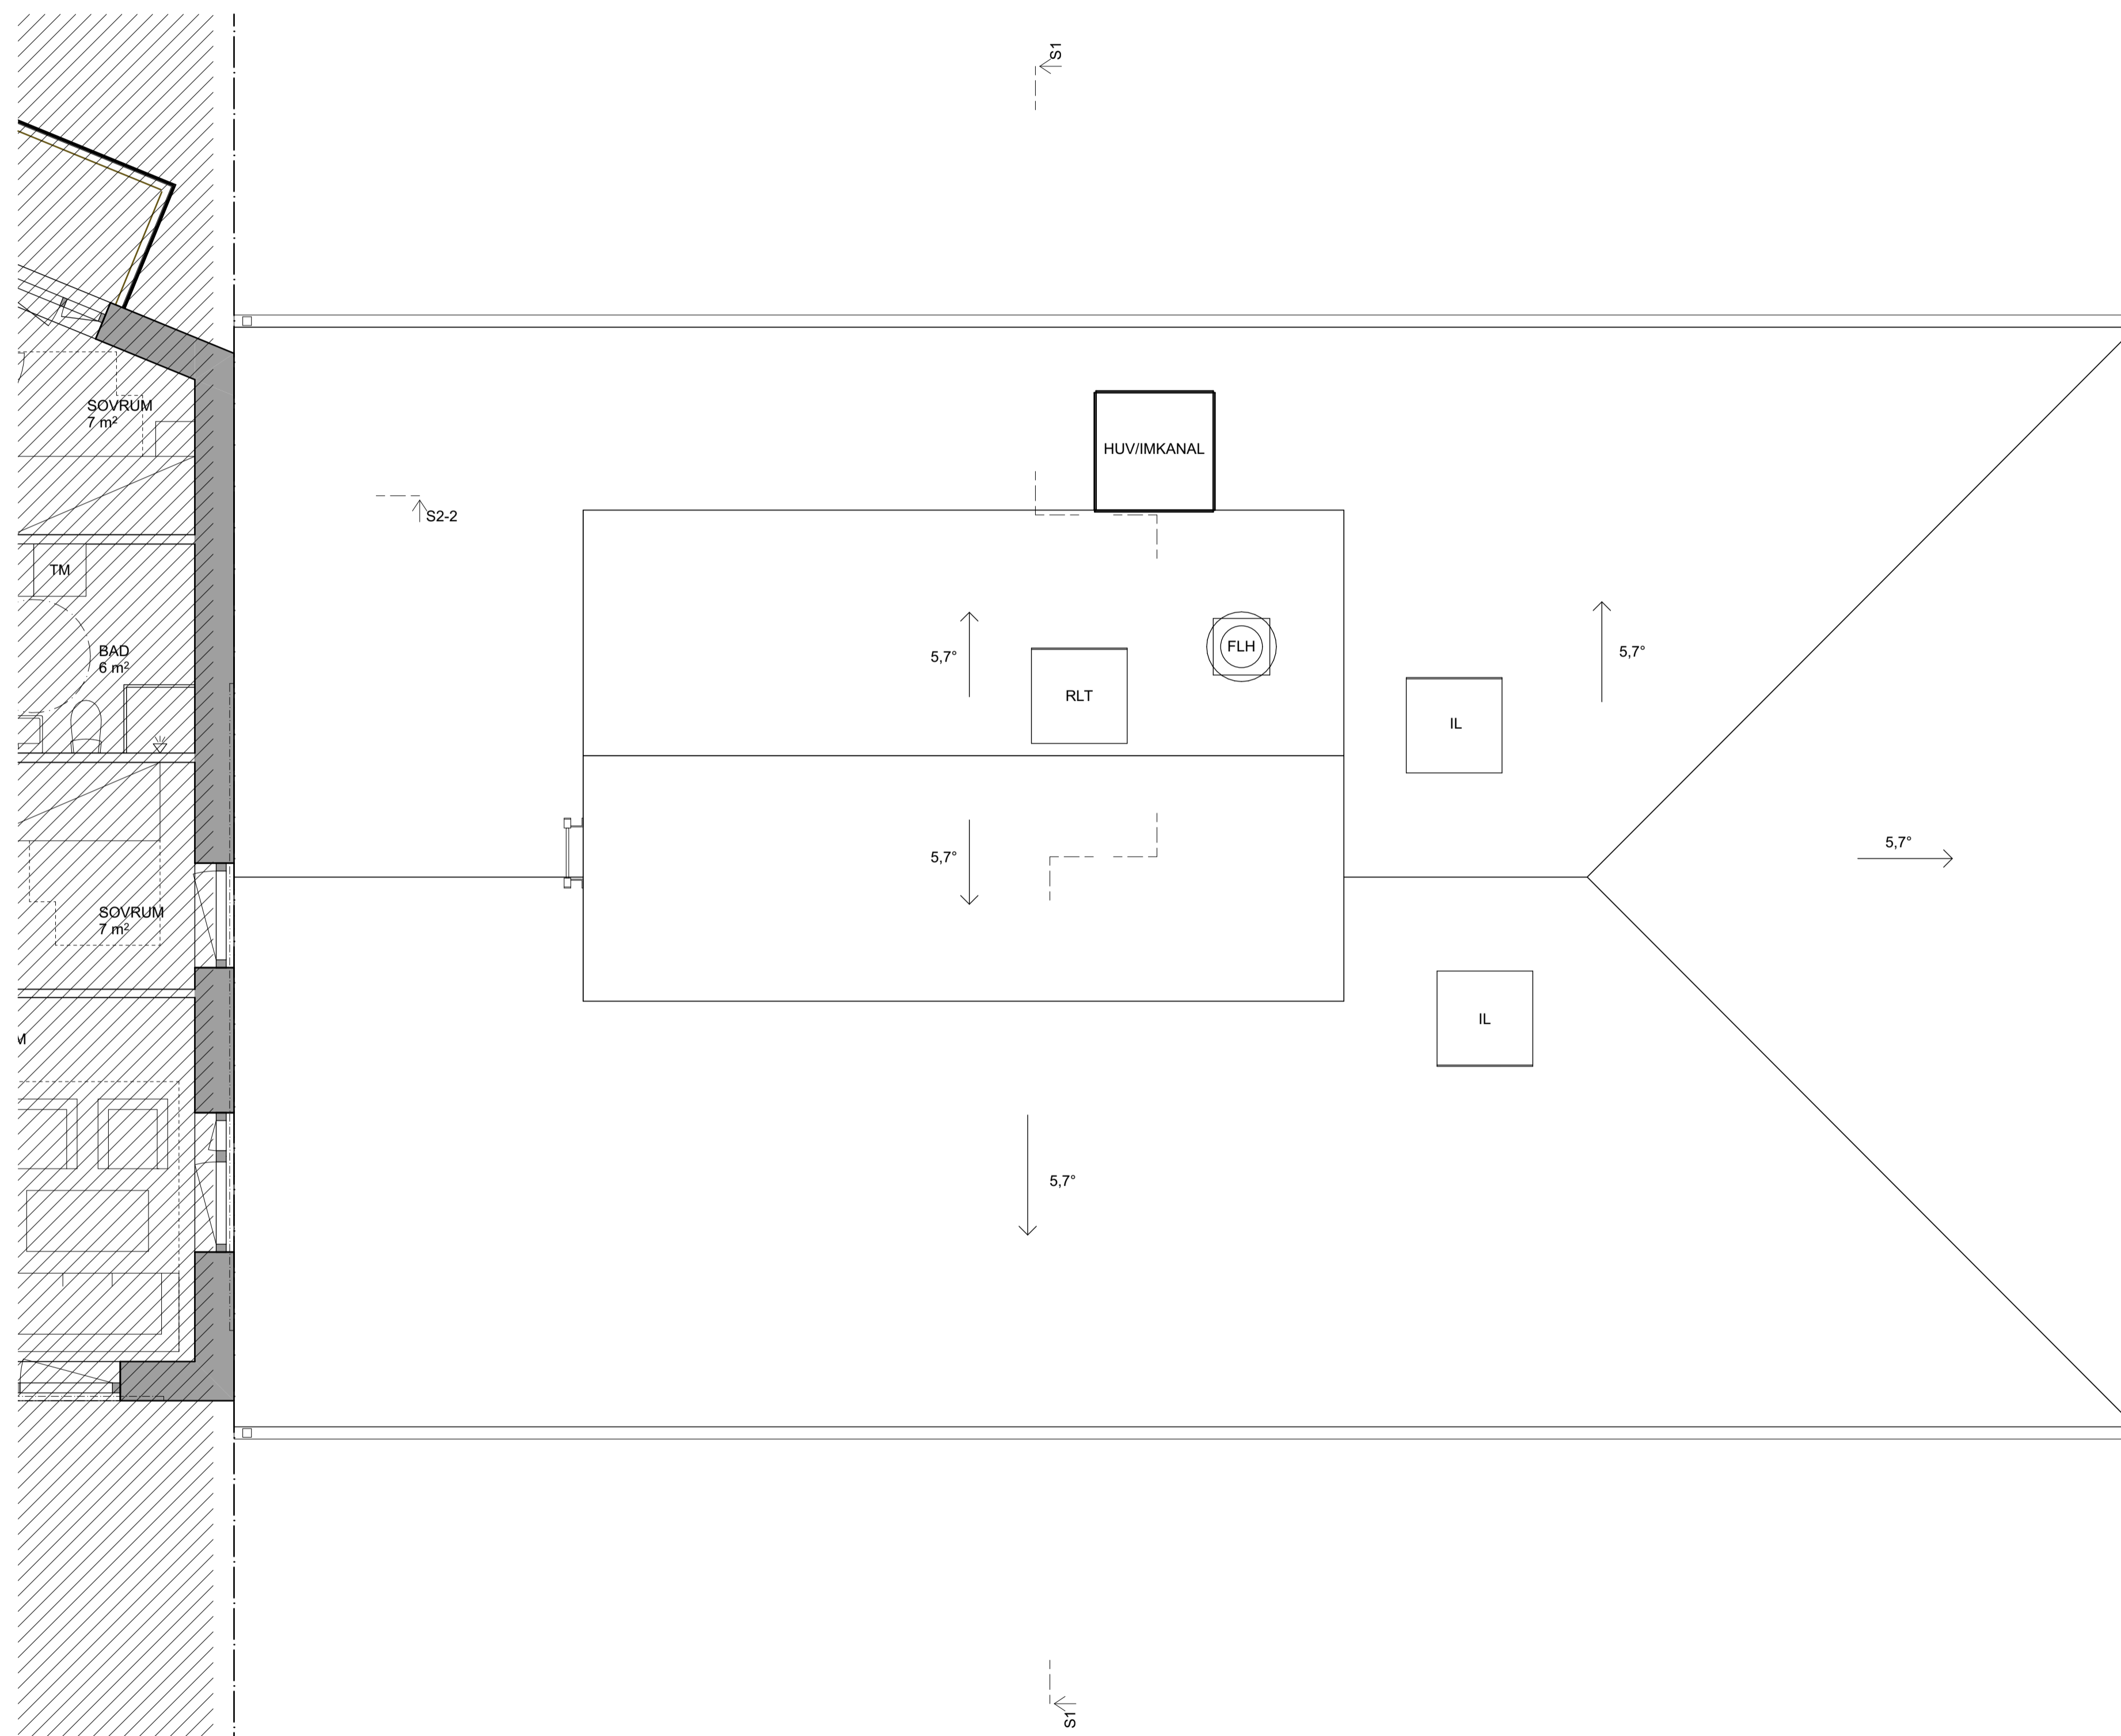 S1
SOVRUM
7 m²
HUV/IMKANAL
S2-2
TM
BAD
6 m²
5,7°
RLT
FLH
5,7°
IL
5,7°
5,7°
SOVRUM
7 m²
IL
M
5,7°
S1